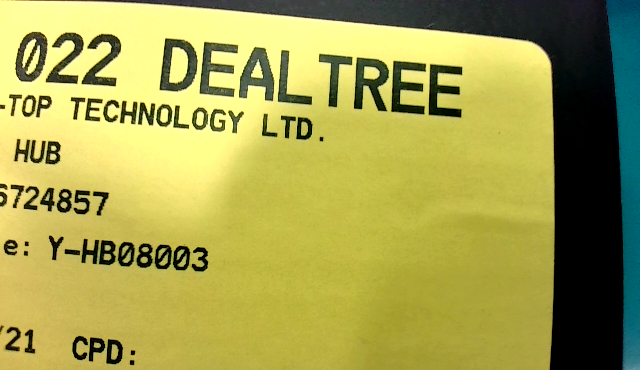 022 DEALTREE
-TOP TECHNOLOGY LTD.
HUB
6724857
e: Y-HB08003
/21 CPD: